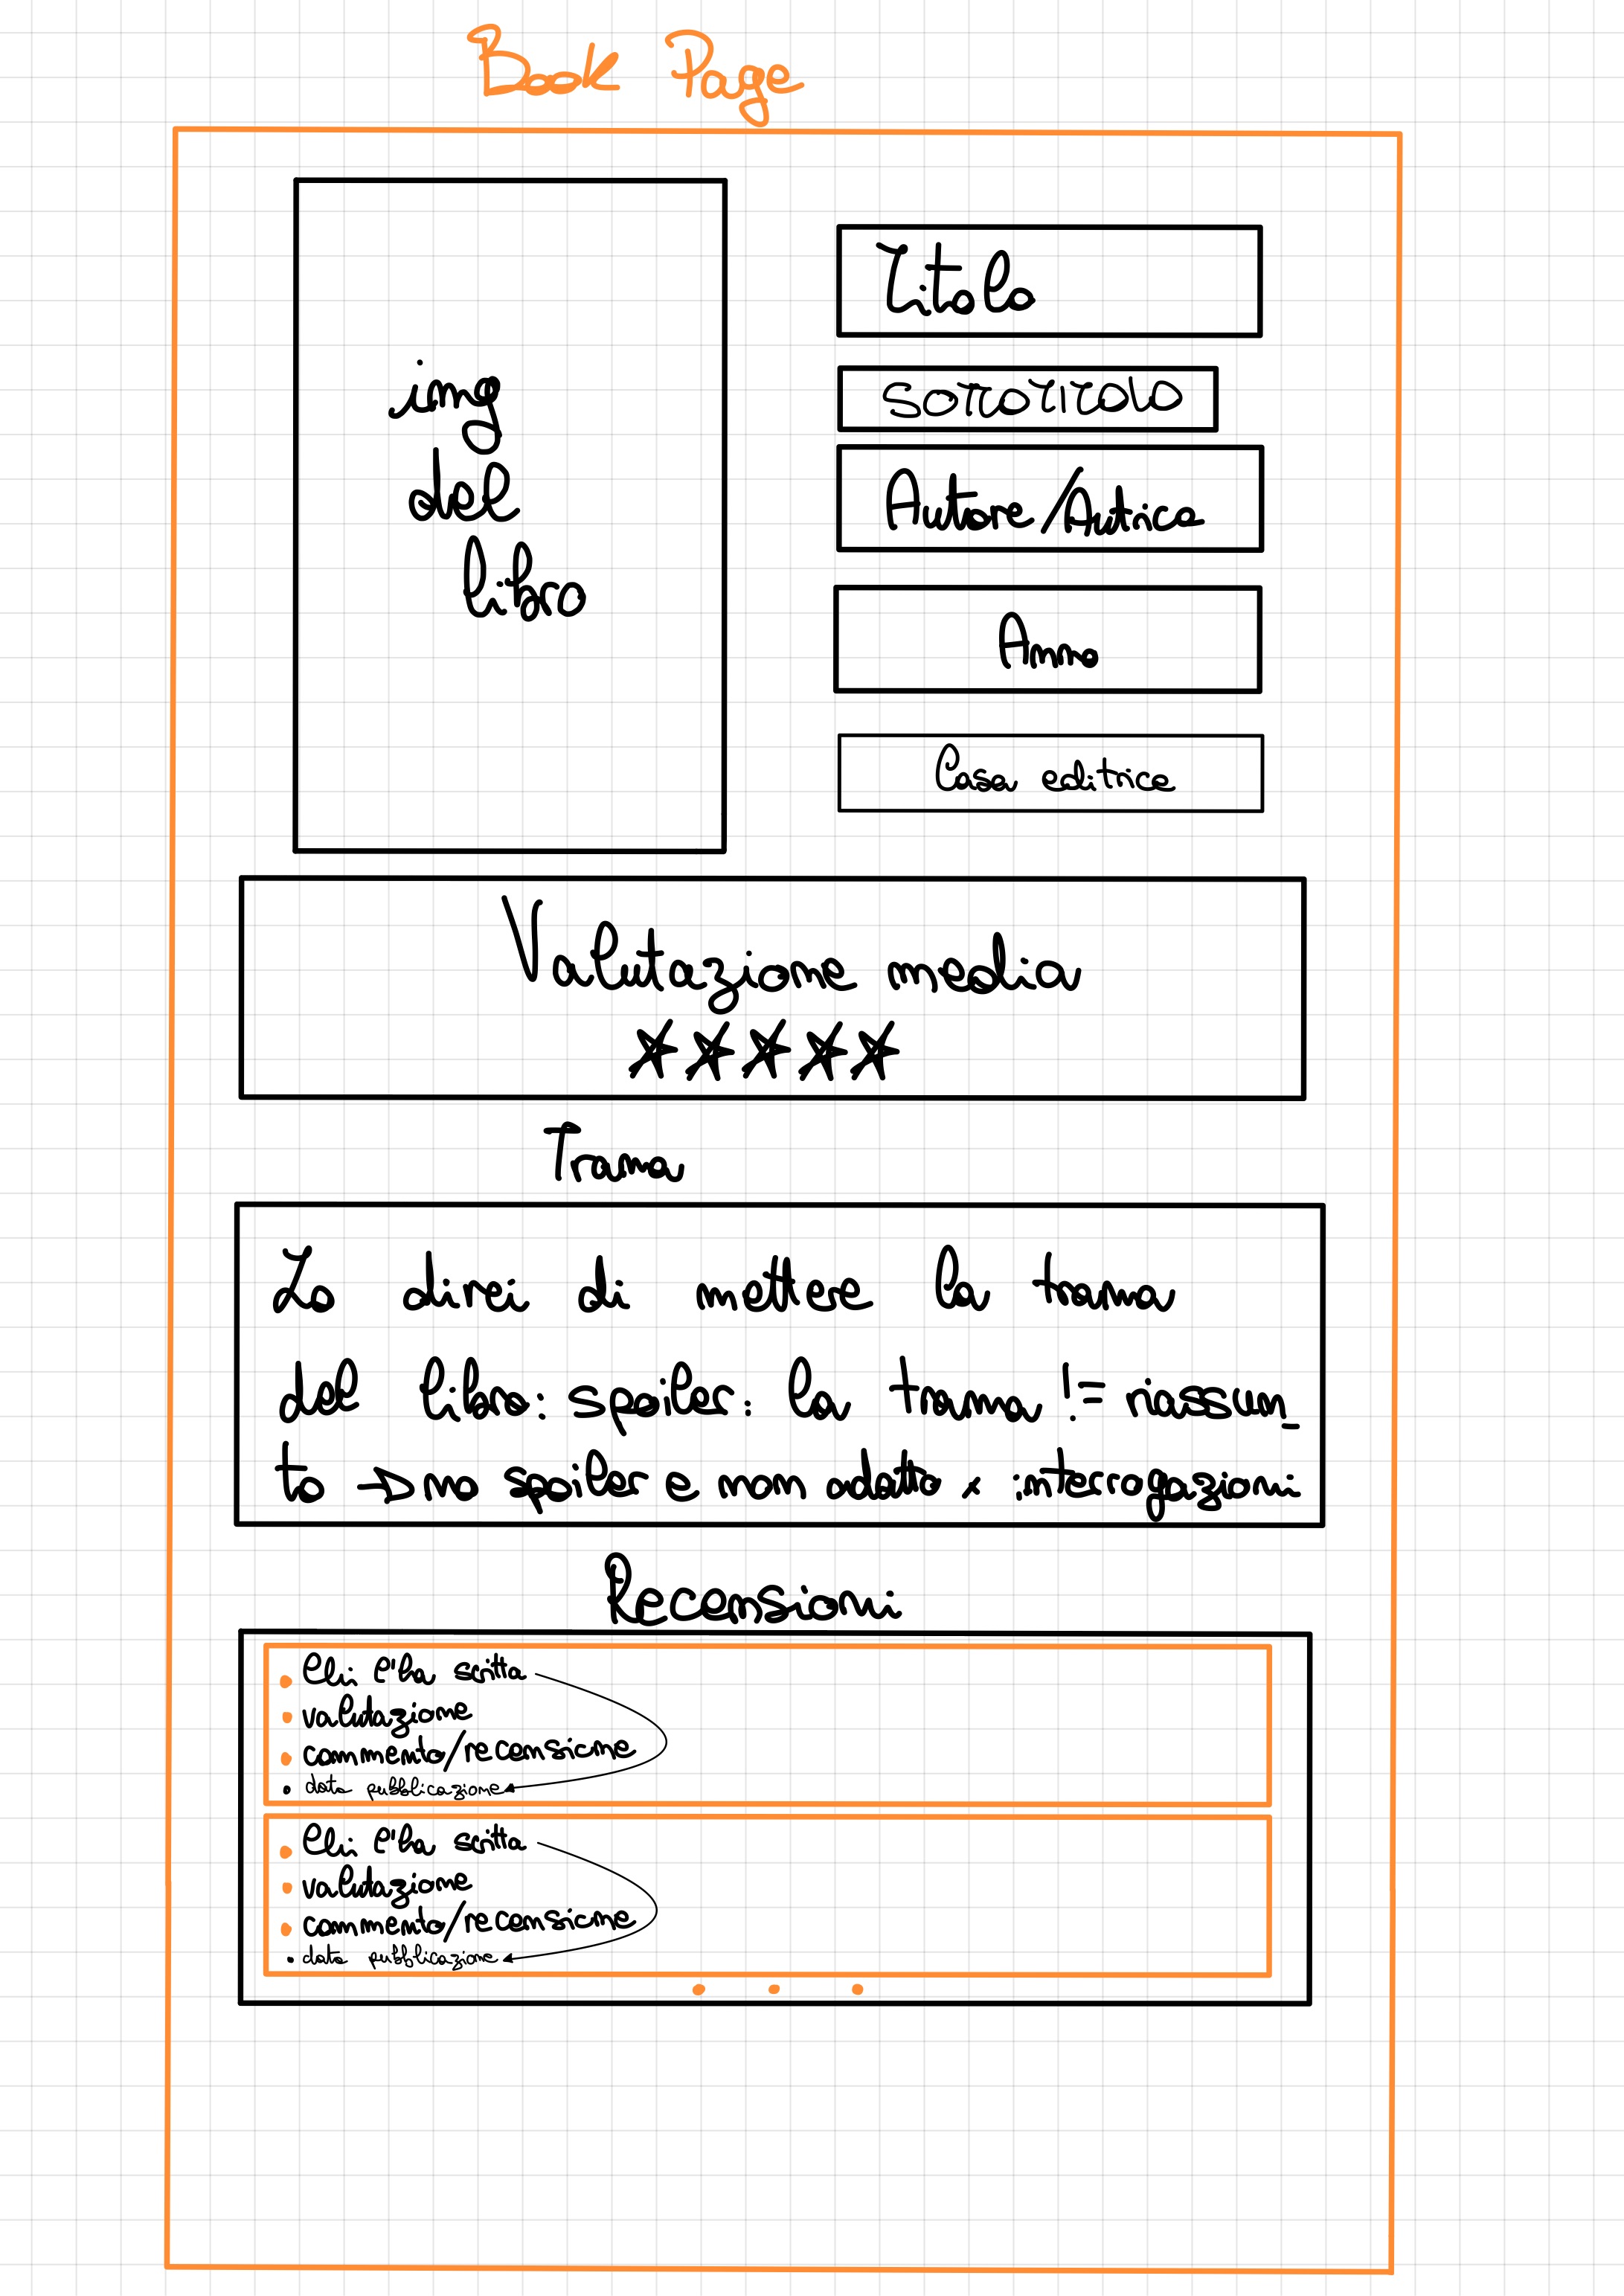 Book Page
img
del
libro
Titolo
SOTTOTITOLO
Autore/Autrice
Anno
Casa editrice
Valutazione media
Trama
Io direi di mettere la trama
del libro: spoiler: la trama != riassun_
to -> no spoiler e non adatto x interrogazioni
Recensioni
• Chi l'ha scritta
• valutazione
• commento/recensione
• data pubblicazione
• Chi l'ha scritta
• valutazione
• commento/recensione
• data pubblicazione
• • •